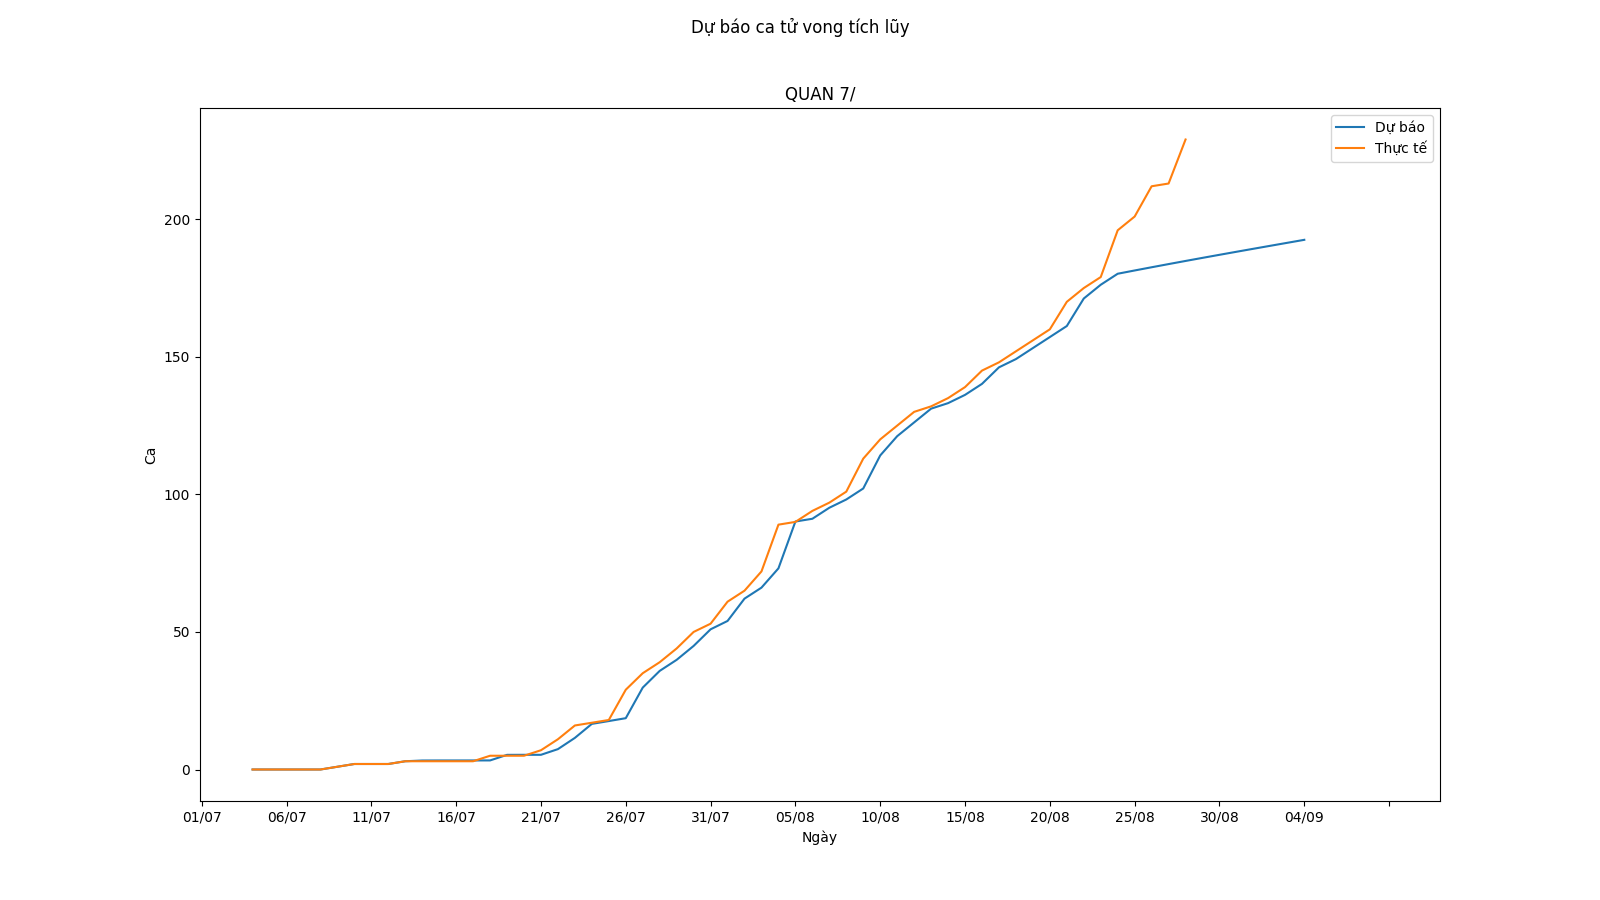 Dự báo ca tử vong tích lũy
QUAN 7/
Dự báo
Thực tế
200
150
100
50
0
Ca
01/07 06/07 11/07 16/07 21/07 26/07 31/07 05/08 10/08 15/08 20/08 25/08 30/08 04/09
Ngày